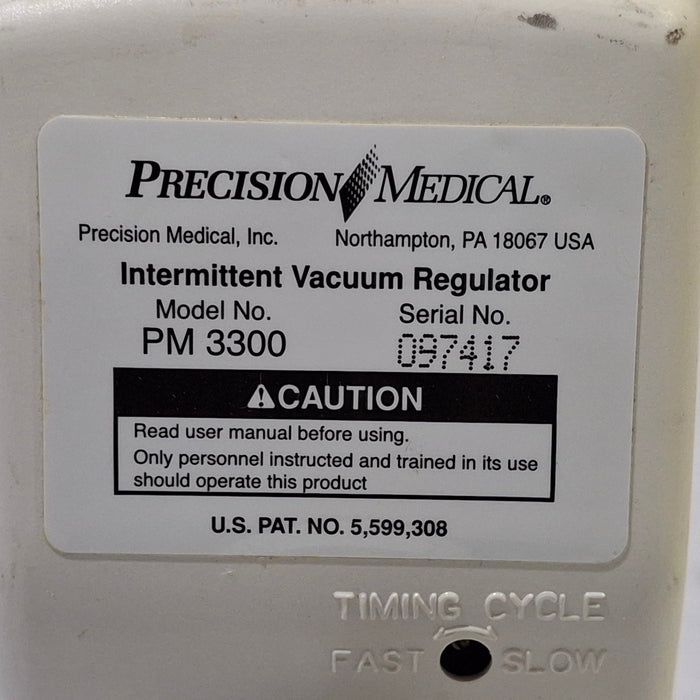 PRECISION MEDICAL®
Precision Medical, Inc. Northampton, PA 18067 USA
Intermittent Vacuum Regulator
Model No. Serial No.
PM 3300 097417
⚠CAUTION
Read user manual before using.
Only personnel instructed and trained in its use
should operate this product
U.S. PAT. NO. 5,599,308
TIMING CYCLE
FAST SLOW